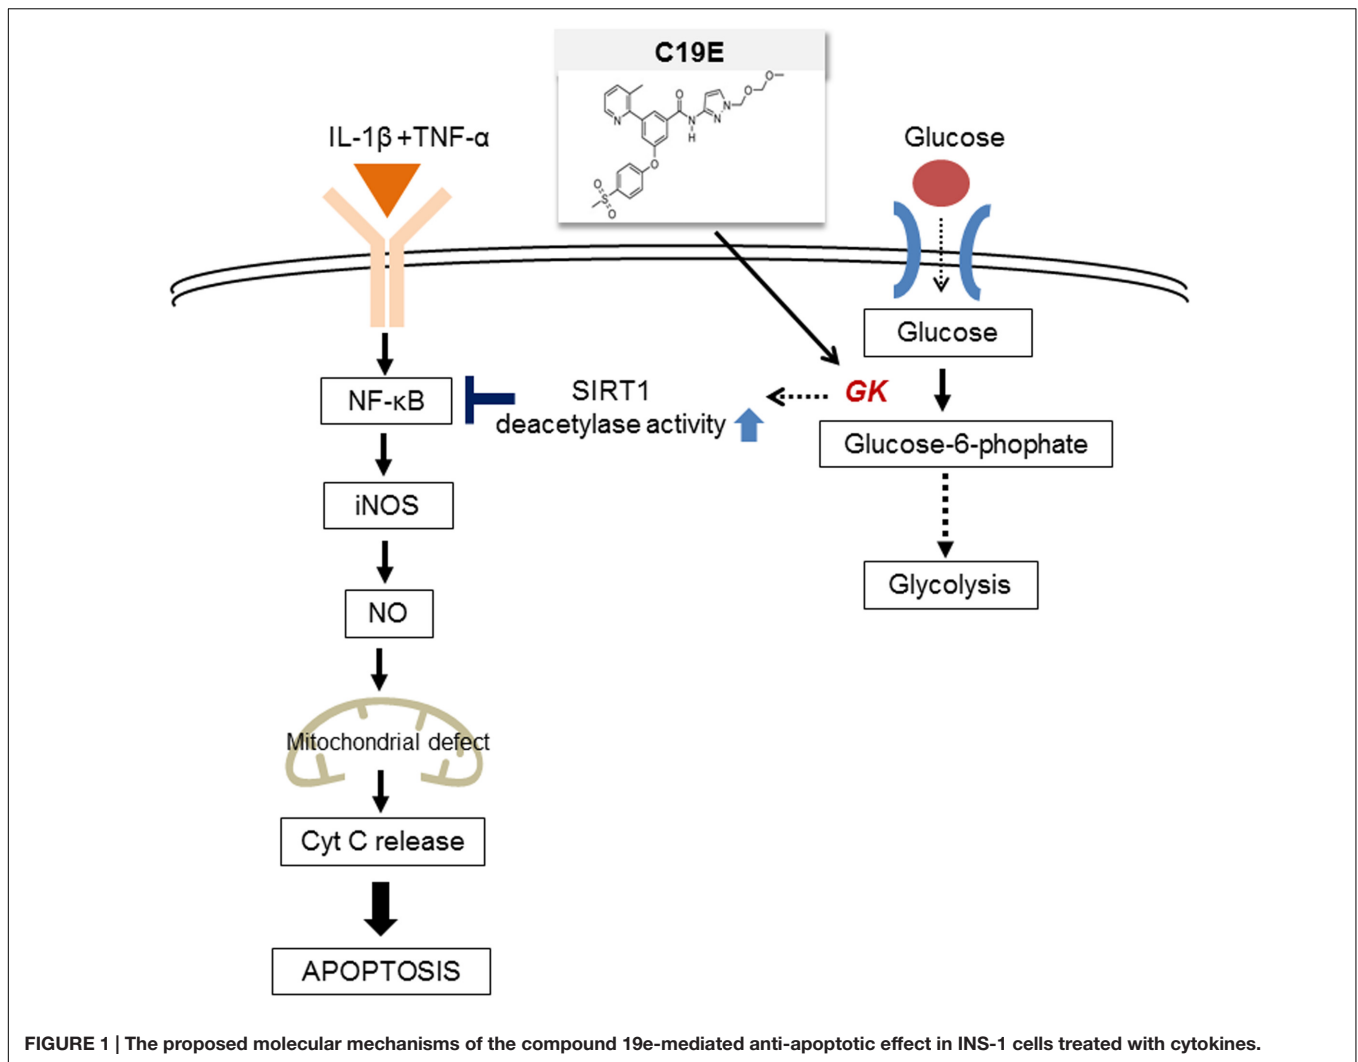 C19E
N
O
N
H
N
N
O
O
O
S
O
O
IL-1β +TNF-α
Glucose
Glucose
NF-κB
SIRT1
deacetylase activity
GK
Glucose-6-phophate
iNOS
Glycolysis
NO
Mitochondrial defect
Cyt C release
APOPTOSIS
FIGURE 1 | The proposed molecular mechanisms of the compound 19e-mediated anti-apoptotic effect in INS-1 cells treated with cytokines.